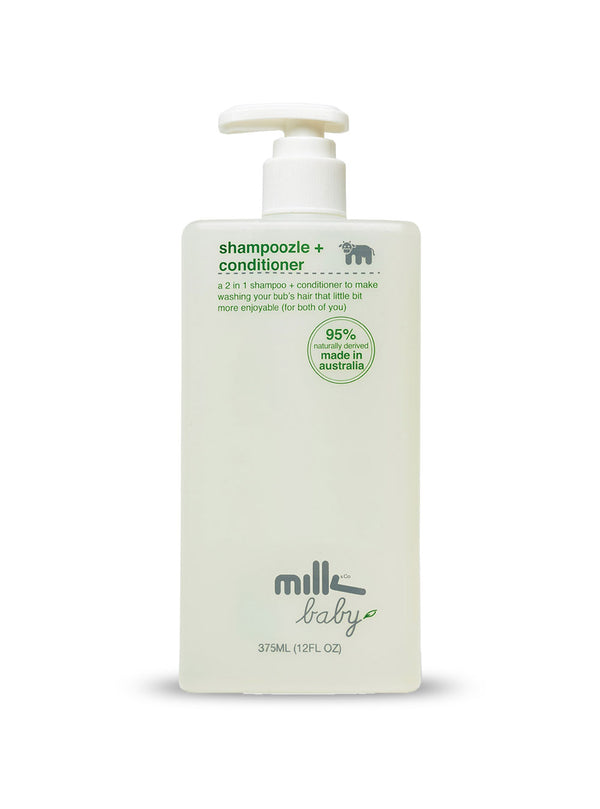 shampoozle +
conditioner
a 2 in 1 shampoo + conditioner to make
washing your bub's hair that little bit
more enjoyable (for both of you)
95%
naturally derived
made in
australia
milk &Co.
baby
375ML (12FL OZ)